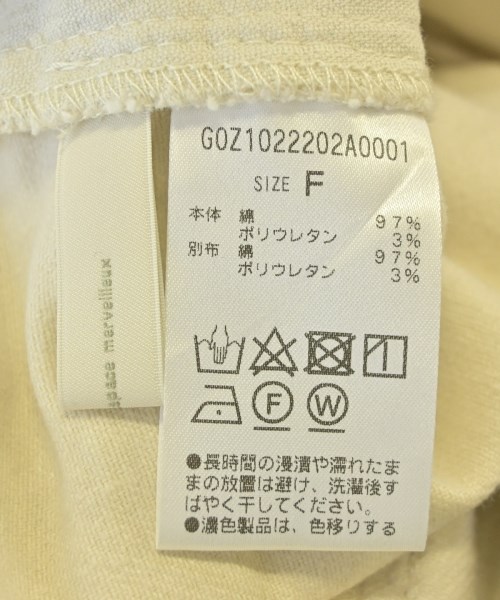 G0Z1022202A0001
SIZE F
本体 綿 97%
ポリウレタン 3%
別布 綿 97%
ポリウレタン 3%
F W
●長時間の浸漬や濡れたま
まの放置は避け、洗濯後す
ばやく干してください。
●濃色製品は、色移りする
space merveilleux